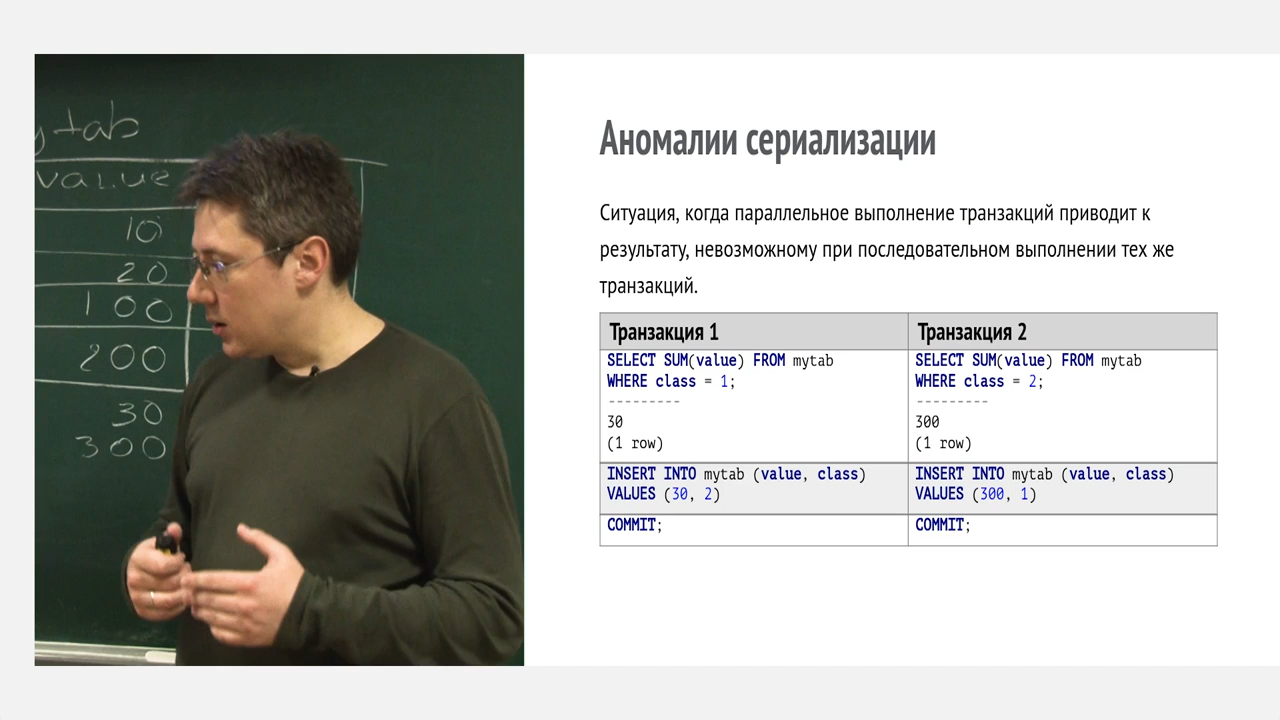 tab
value
10
20
100
200
30
300
Аномалии сериализации
Ситуация, когда параллельное выполнение транзакций приводит к
результату, невозможному при последовательном выполнении тех же
транзакций.
Транзакция 1
SELECT SUM(value) FROM mytab
WHERE class = 1;
---------
30
(1 row)
INSERT INTO mytab (value, class)
VALUES (30, 2)
COMMIT;
Транзакция 2
SELECT SUM(value) FROM mytab
WHERE class = 2;
---------
300
(1 row)
INSERT INTO mytab (value, class)
VALUES (300, 1)
COMMIT;